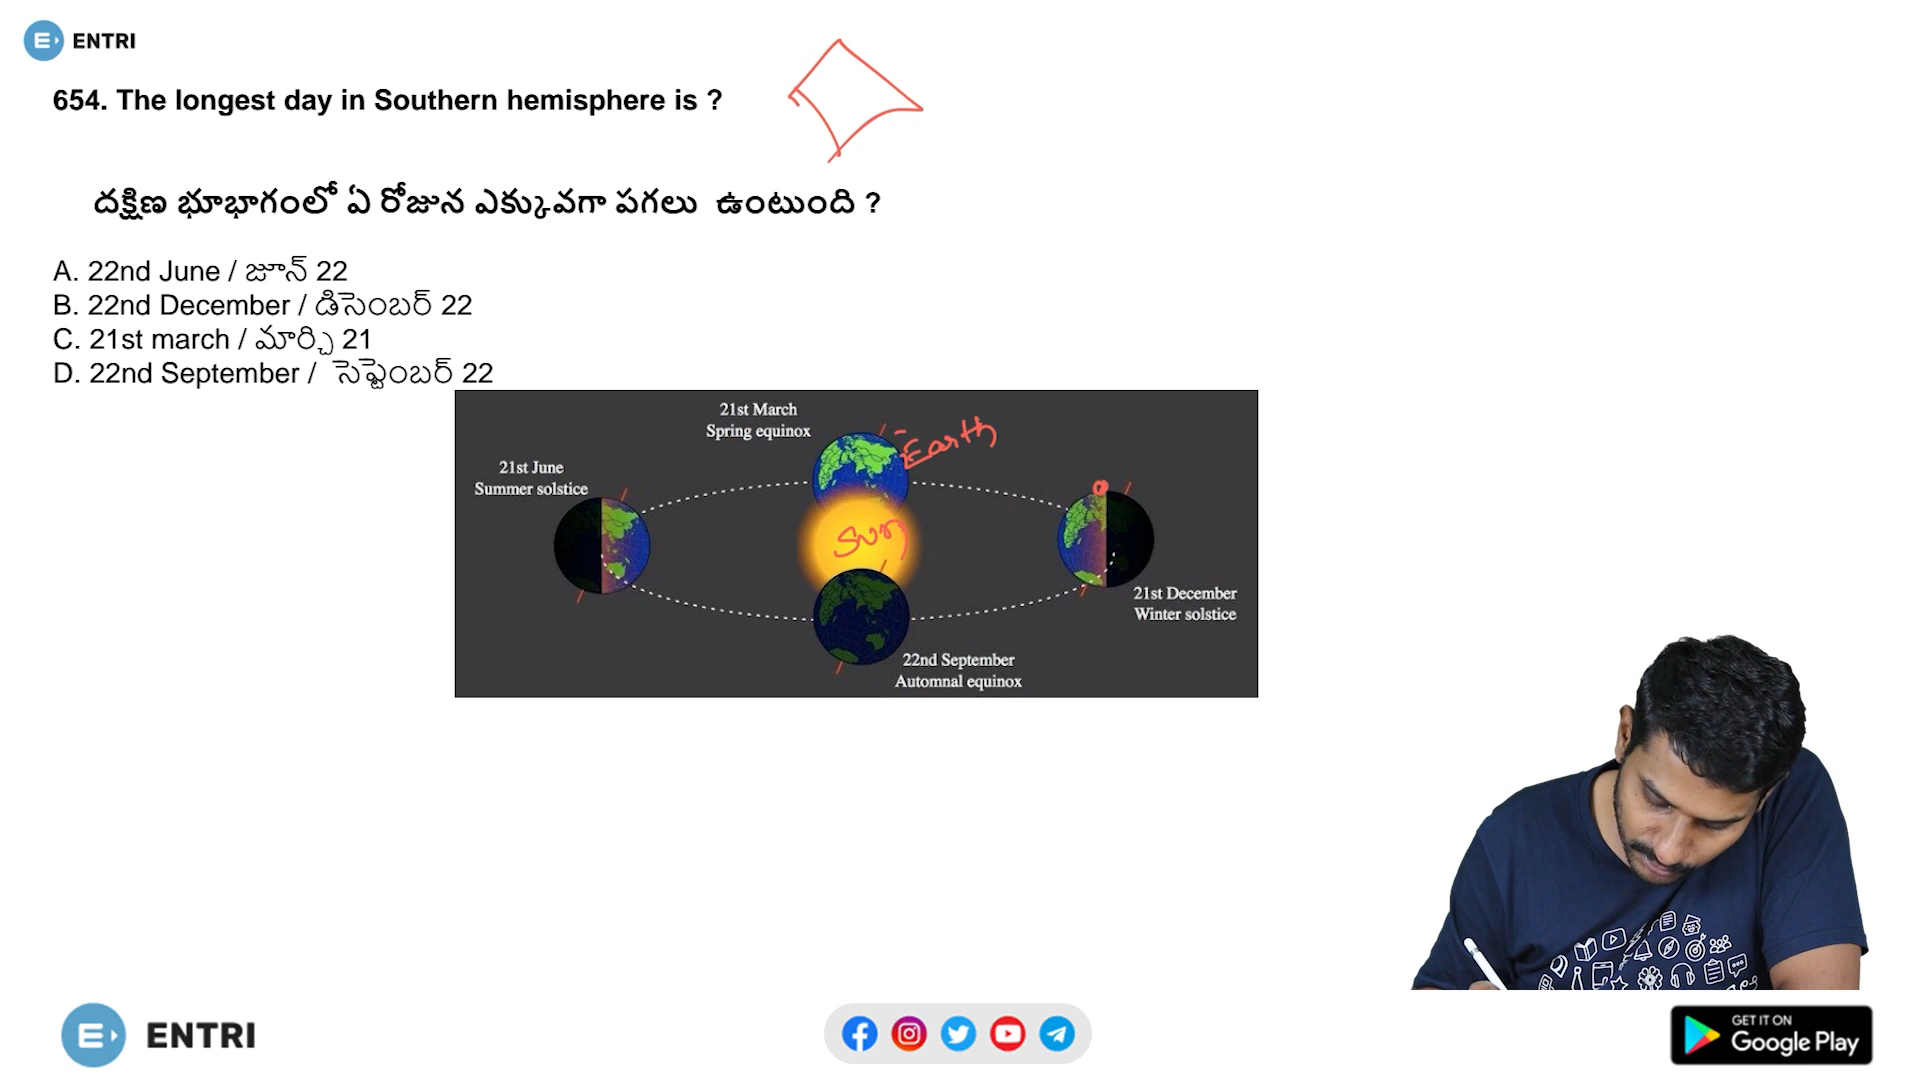 ENTRI
654. The longest day in Southern hemisphere is ?
దక్షిణ భూభాగంలో ఏ రోజున ఎక్కువగా పగలు ఉంటుంది ?
A. 22nd June / జూన్ 22
B. 22nd December / డిసెంబర్ 22
C. 21st march / మార్చి 21
D. 22nd September / సెప్టెంబర్ 22
21st March
Spring equinox
Earth
21st June
Summer solstice
Sun
21st December
Winter solstice
22nd September
Automnal equinox
ENTRI
GET IT ON
Google Play